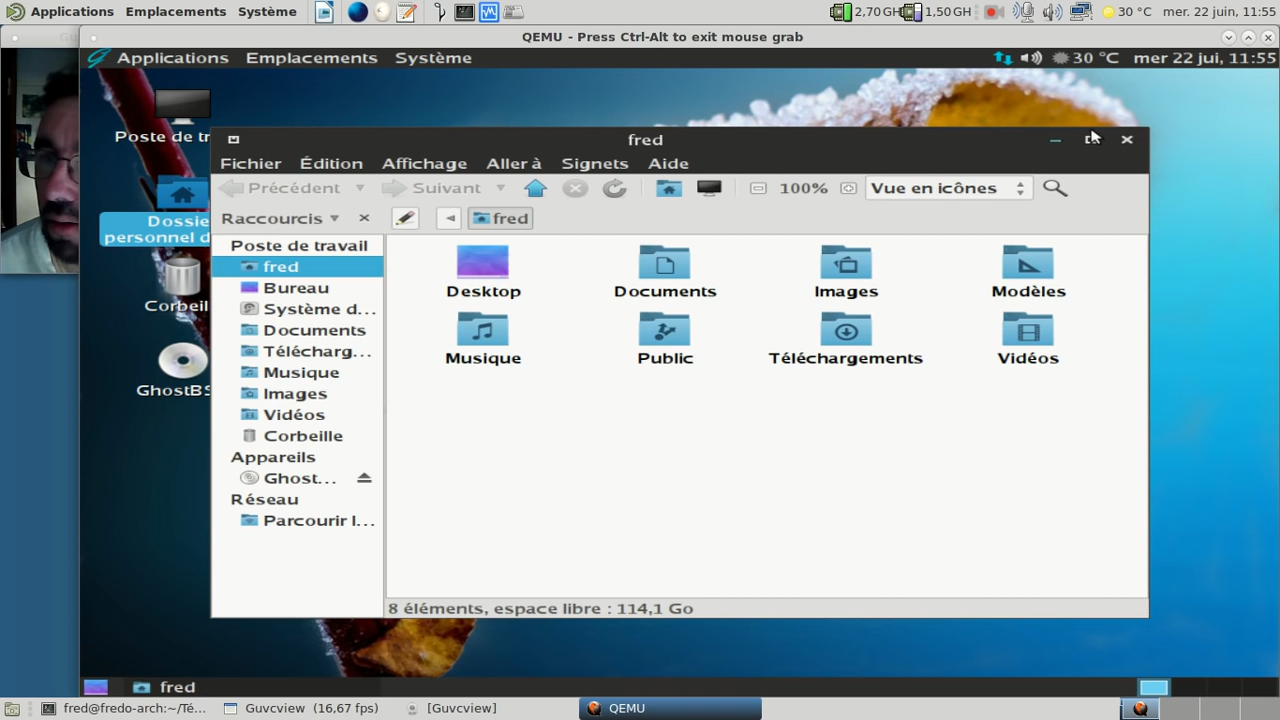 Applications Emplacements Système 2,70 GH 1,50 GH 30 °C mer. 22 juin, 11:55
QEMU - Press Ctrl-Alt to exit mouse grab
Applications Emplacements Système 30 °C mer 22 jui, 11:55
Poste de tr
Dossie
personnel d
Corbeil
GhostBS
fred
Fichier Édition Affichage Aller à Signets Aide
Précédent Suivant 100% Vue en icônes
Raccourcis fred
Poste de travail
fred
Bureau
Système d...
Documents
Télécharg...
Musique
Images
Vidéos
Corbeille
Appareils
Ghost...
Réseau
Parcourir l...
Desktop Documents Images Modèles
Musique Public Téléchargements Vidéos
8 éléments, espace libre : 114,1 Go
fred
fred@fredo-arch:~/Té... Guvcview (16,67 fps) [Guvcview] QEMU